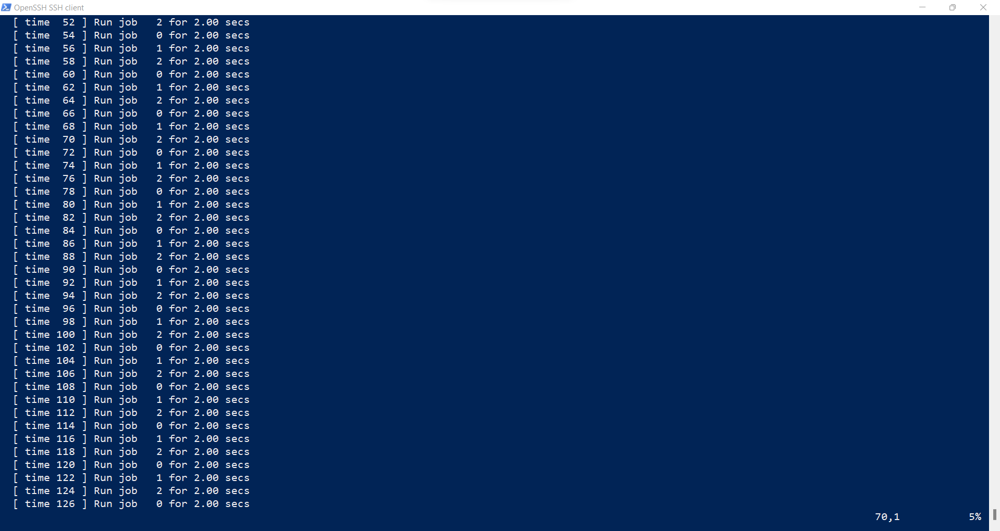 OpenSSH SSH client
[ time  52 ] Run job   2 for 2.00 secs
[ time  54 ] Run job   0 for 2.00 secs
[ time  56 ] Run job   1 for 2.00 secs
[ time  58 ] Run job   2 for 2.00 secs
[ time  60 ] Run job   0 for 2.00 secs
[ time  62 ] Run job   1 for 2.00 secs
[ time  64 ] Run job   2 for 2.00 secs
[ time  66 ] Run job   0 for 2.00 secs
[ time  68 ] Run job   1 for 2.00 secs
[ time  70 ] Run job   2 for 2.00 secs
[ time  72 ] Run job   0 for 2.00 secs
[ time  74 ] Run job   1 for 2.00 secs
[ time  76 ] Run job   2 for 2.00 secs
[ time  78 ] Run job   0 for 2.00 secs
[ time  80 ] Run job   1 for 2.00 secs
[ time  82 ] Run job   2 for 2.00 secs
[ time  84 ] Run job   0 for 2.00 secs
[ time  86 ] Run job   1 for 2.00 secs
[ time  88 ] Run job   2 for 2.00 secs
[ time  90 ] Run job   0 for 2.00 secs
[ time  92 ] Run job   1 for 2.00 secs
[ time  94 ] Run job   2 for 2.00 secs
[ time  96 ] Run job   0 for 2.00 secs
[ time  98 ] Run job   1 for 2.00 secs
[ time 100 ] Run job   2 for 2.00 secs
[ time 102 ] Run job   0 for 2.00 secs
[ time 104 ] Run job   1 for 2.00 secs
[ time 106 ] Run job   2 for 2.00 secs
[ time 108 ] Run job   0 for 2.00 secs
[ time 110 ] Run job   1 for 2.00 secs
[ time 112 ] Run job   2 for 2.00 secs
[ time 114 ] Run job   0 for 2.00 secs
[ time 116 ] Run job   1 for 2.00 secs
[ time 118 ] Run job   2 for 2.00 secs
[ time 120 ] Run job   0 for 2.00 secs
[ time 122 ] Run job   1 for 2.00 secs
[ time 124 ] Run job   2 for 2.00 secs
[ time 126 ] Run job   0 for 2.00 secs
70,1           5%